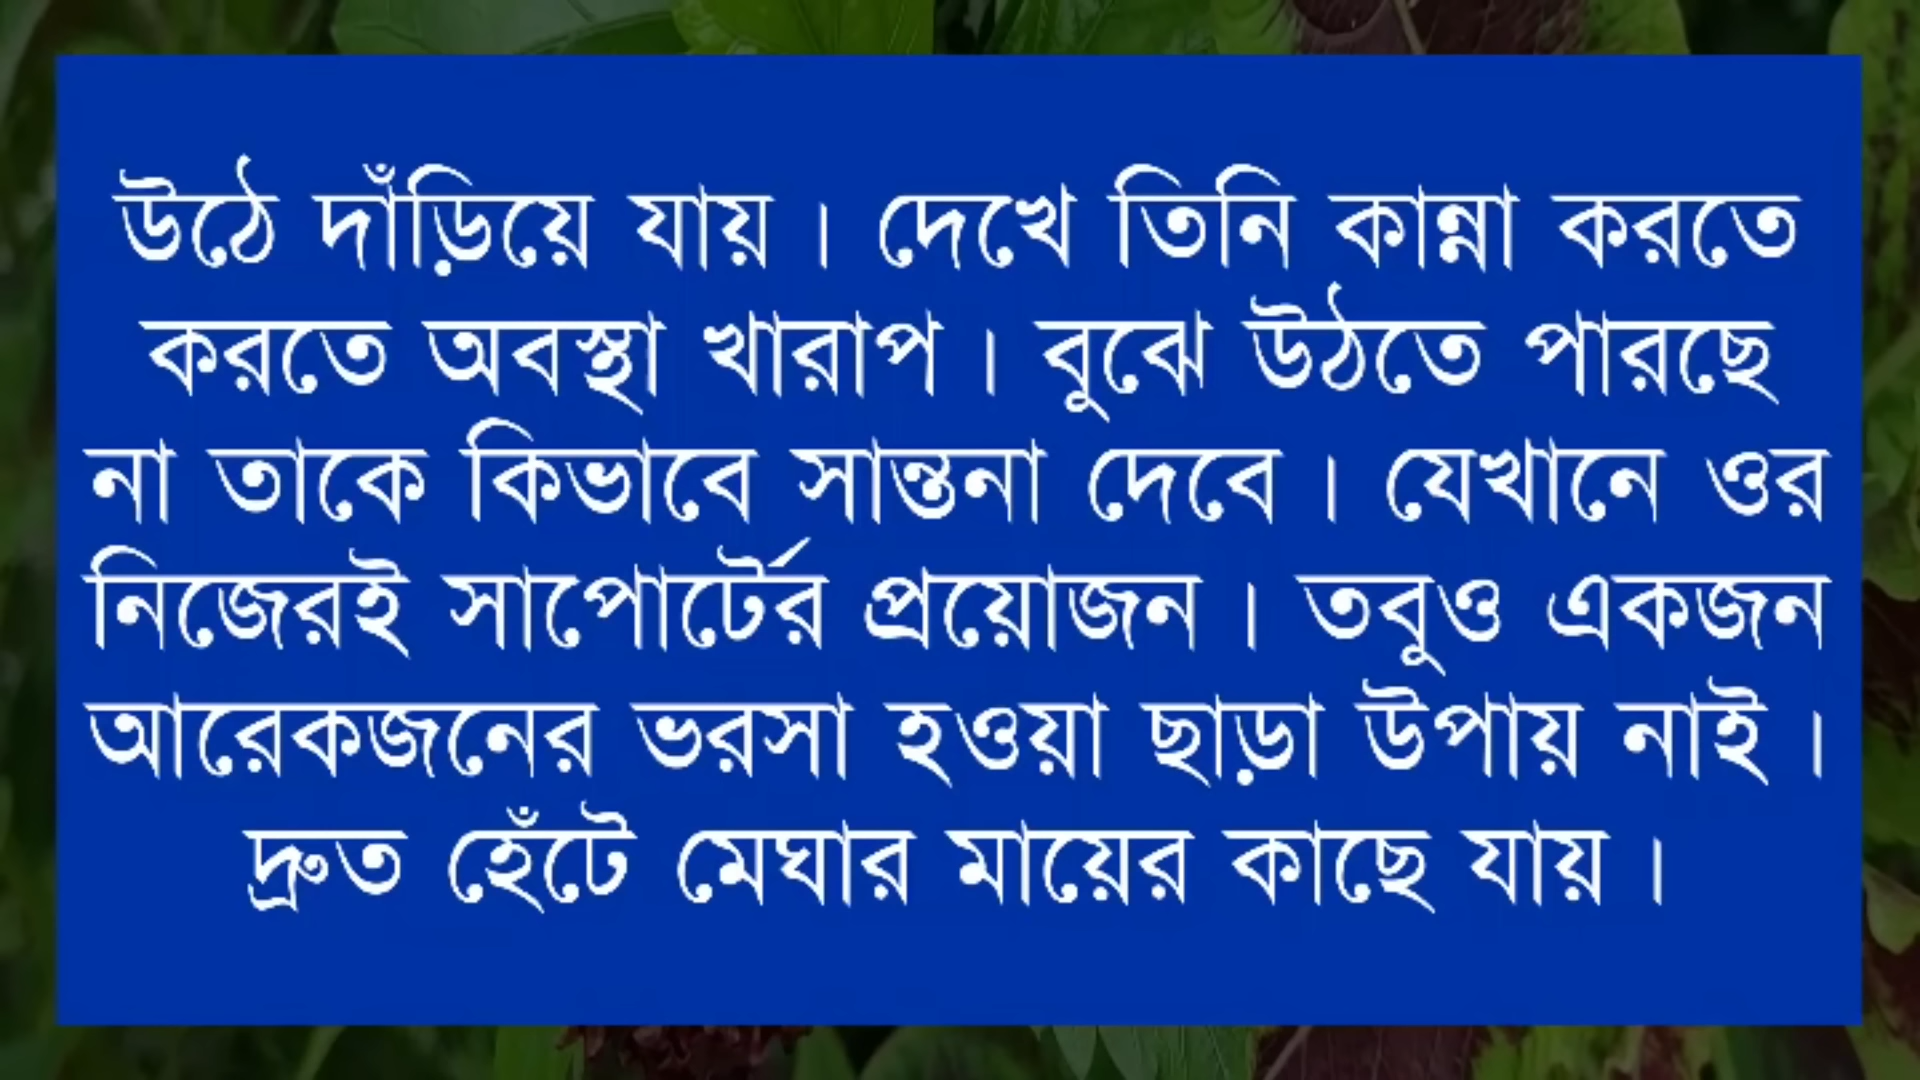 উঠে দাঁড়িয়ে যায় । দেখে তিনি কান্না করতে
করতে অবস্থা খারাপ । বুঝে উঠতে পারছে
না তাকে কিভাবে সান্তনা দেবে । যেখানে ওর
নিজেরই সাপোর্টের প্রয়োজন । তবুও একজন
আরেকজনের ভরসা হওয়া ছাড়া উপায় নাই ।
দ্রুত হেঁটে মেঘার মায়ের কাছে যায় ।